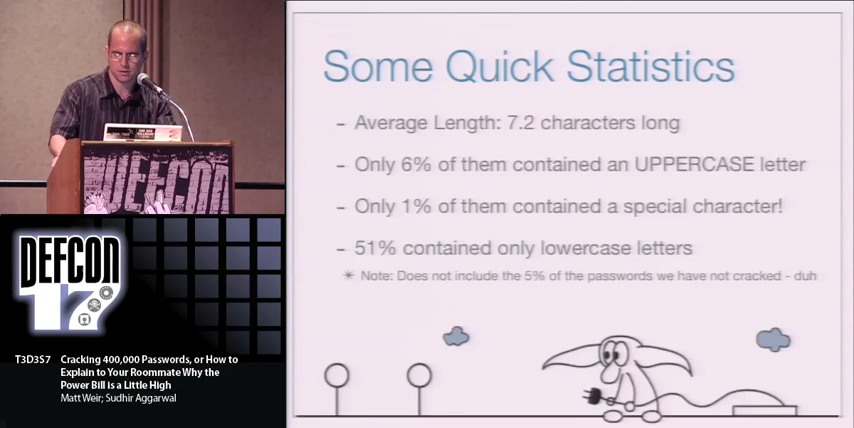 Some Quick Statistics
- Average Length: 7.2 characters long
- Only 6% of them contained an UPPERCASE letter
- Only 1% of them contained a special character!
- 51% contained only lowercase letters
* Note: Does not include the 5% of the passwords we have not cracked - duh
DEFCON
DEFCON
17
T3D3S7 Cracking 400,000 Passwords, or How to
Explain to Your Roommate Why the
Power Bill is a Little High
Matt Weir; Sudhir Aggarwal